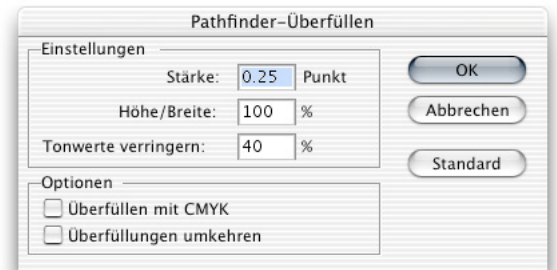 Pathfinder-Überfüllen
Einstellungen
Stärke: 0.25 Punkt
Höhe/Breite: 100 %
Tonwerte verringern: 40 %
Optionen
Überfüllen mit CMYK
Überfüllungen umkehren
OK
Abbrechen
Standard